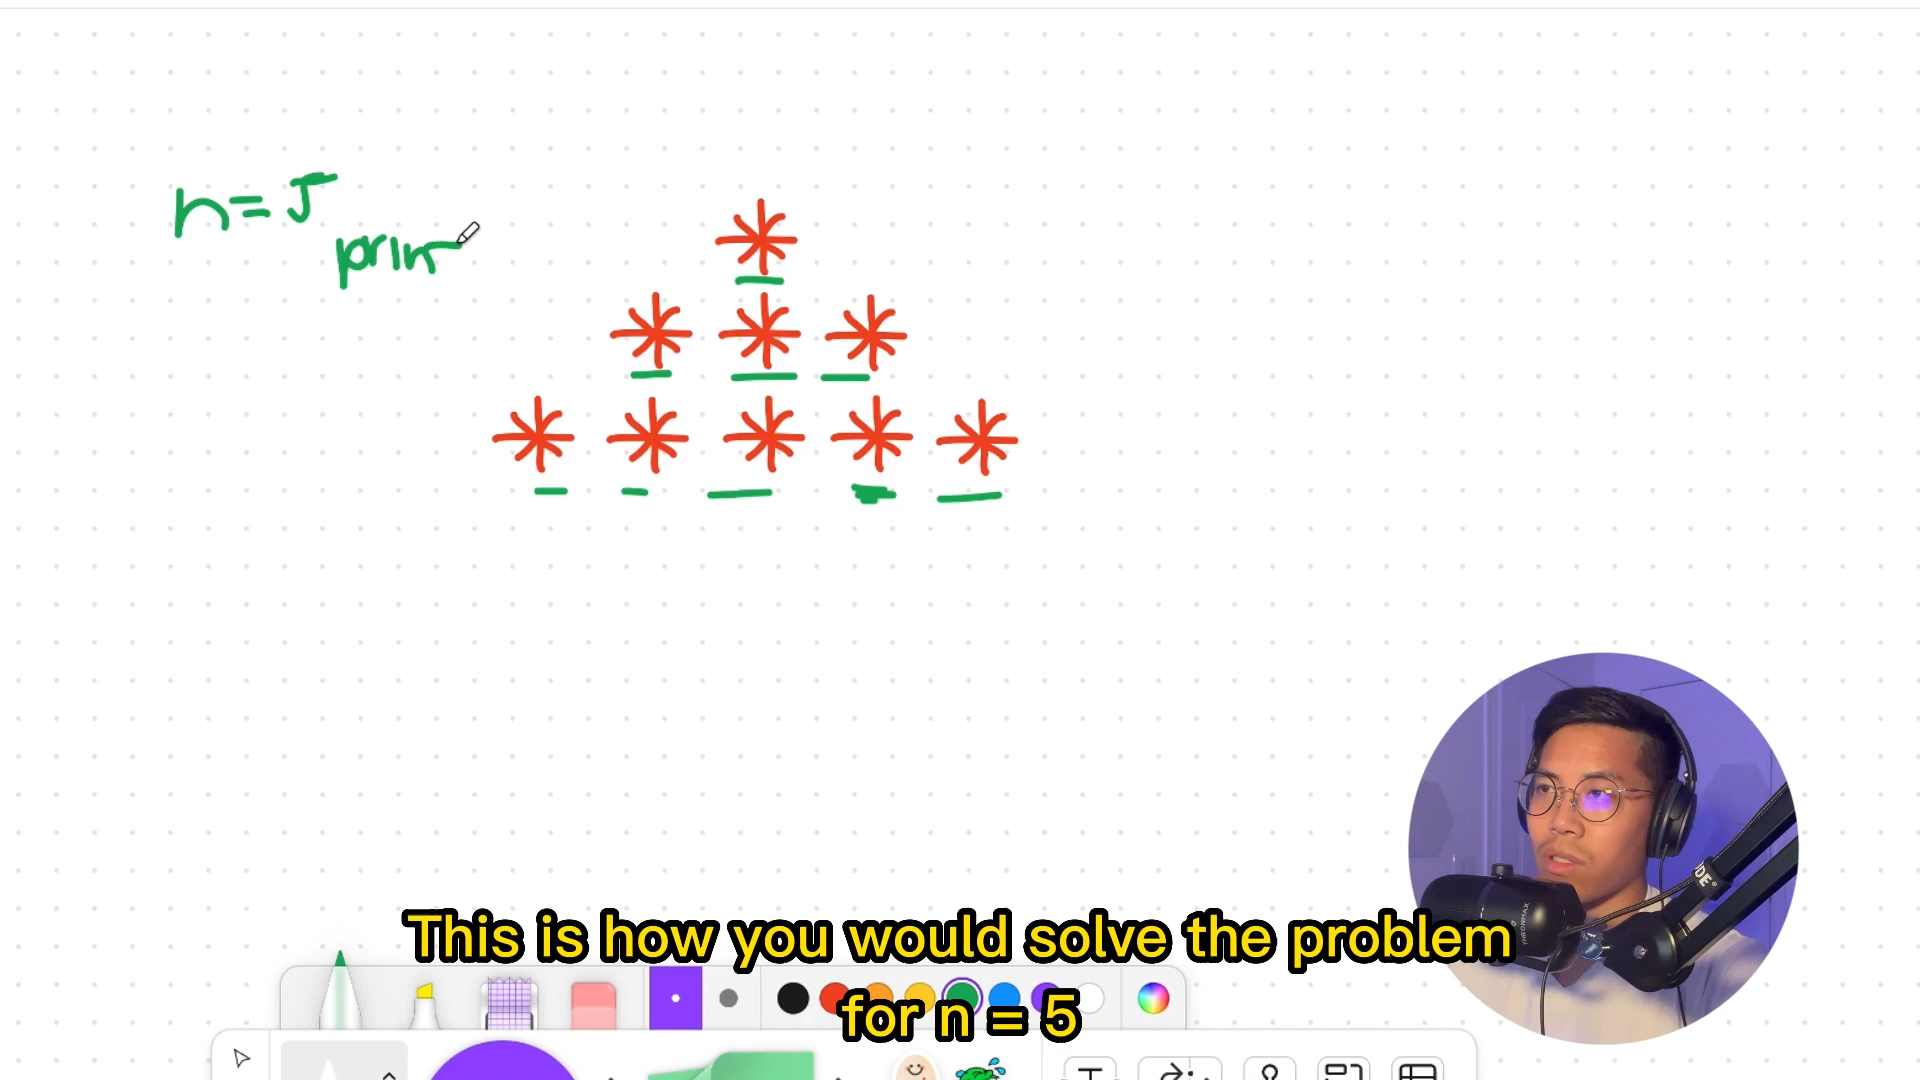 n=5
prin
This is how you would solve the problem
for n = 5